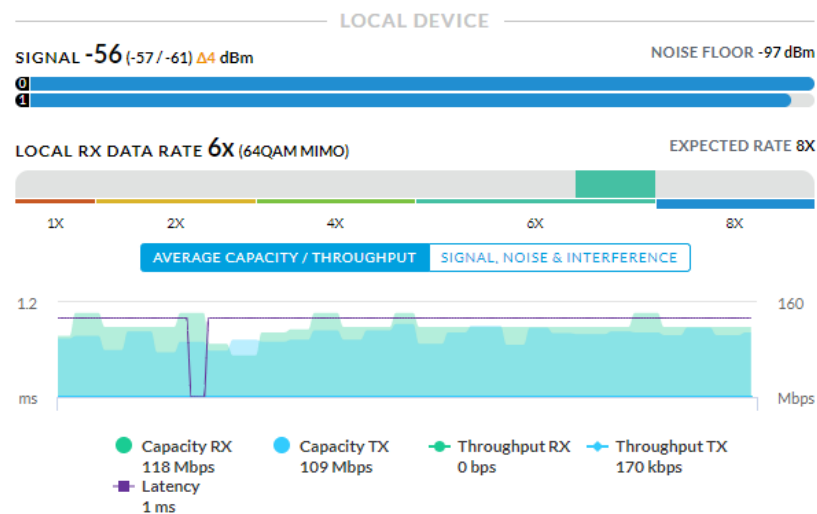 LOCAL DEVICE
SIGNAL -56 (-57 / -61) Δ4 dBm NOISE FLOOR -97 dBm
0
1
LOCAL RX DATA RATE 6X (64QAM MIMO) EXPECTED RATE 8X
1X 2X 4X 6X 8X
AVERAGE CAPACITY / THROUGHPUT SIGNAL, NOISE & INTERFERENCE
1.2 160
ms Mbps
Capacity RX Capacity TX Throughput RX Throughput TX
118 Mbps 109 Mbps 0 bps 170 kbps
Latency
1 ms